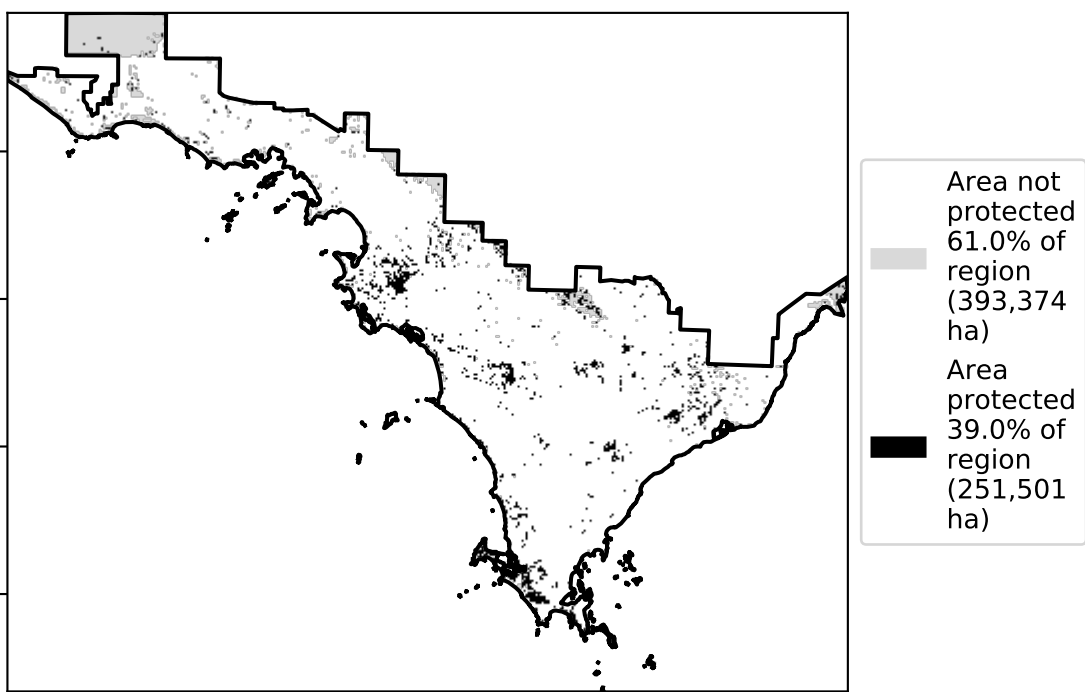 Area not
protected
61.0% of
region
(393,374
ha)
Area
protected
39.0% of
region
(251,501
ha)